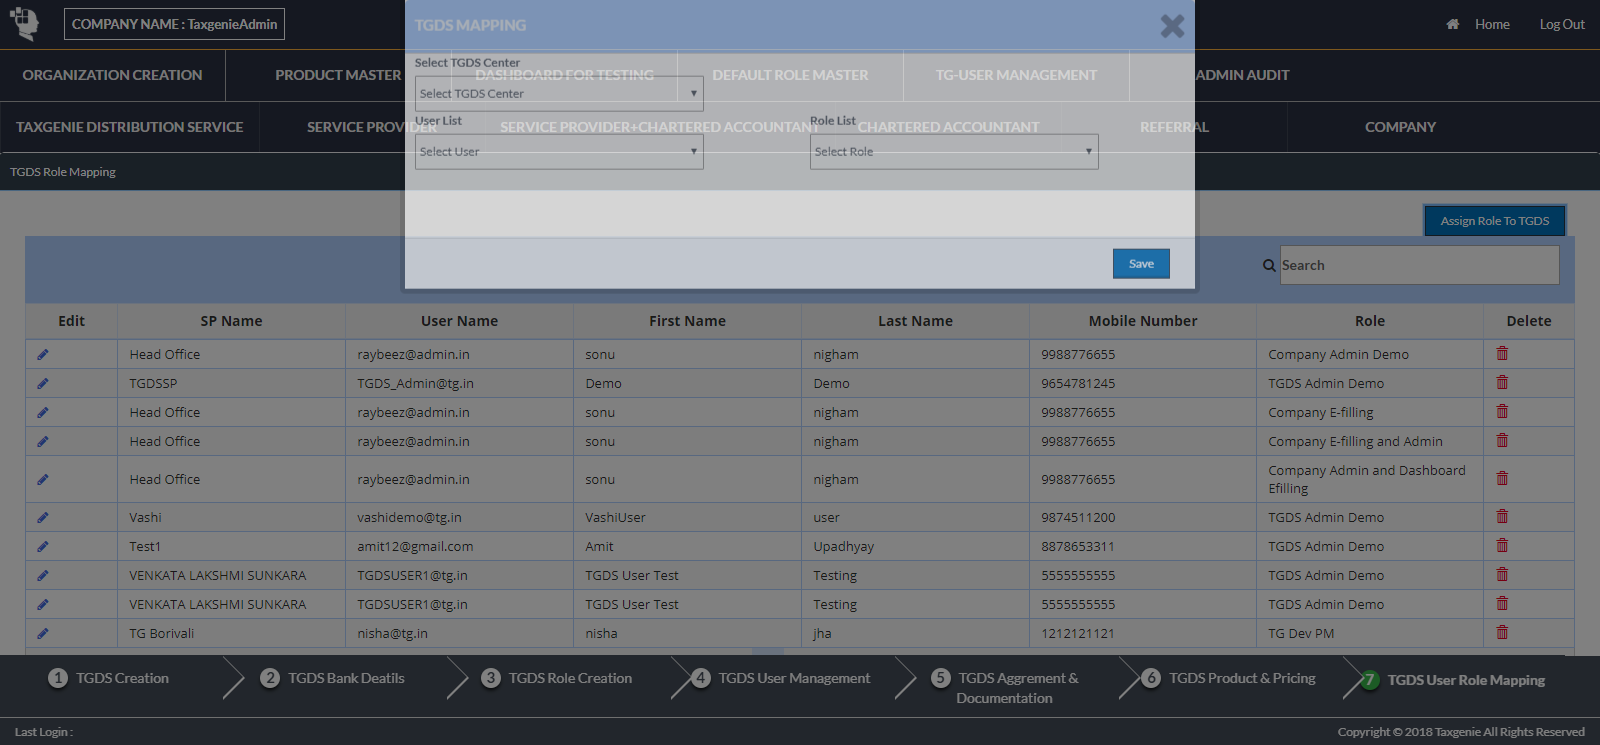 COMPANY NAME : TaxgenieAdmin
Home
Log Out
TGDS MAPPING
ORGANIZATION CREATION
PRODUCT MASTER
DASHBOARD FOR TESTING
DEFAULT ROLE MASTER
TG-USER MANAGEMENT
ADMIN AUDIT
Select TGDS Center
Select TGDS Center
TAXGENIE DISTRIBUTION SERVICE
SERVICE PROVIDER
SERVICE PROVIDER+CHARTERED ACCOUNTANT
CHARTERED ACCOUNTANT
REFERRAL
COMPANY
User List
Role List
Select User
Select Role
TGDS Role Mapping
Assign Role To TGDS
Save
Search
Edit SP Name User Name First Name Last Name Mobile Number Role Delete
Head Office raybeez@admin.in sonu nigham 9988776655 Company Admin Demo
TGDSSP TGDS_Admin@tg.in Demo Demo 9654781245 TGDS Admin Demo
Head Office raybeez@admin.in sonu nigham 9988776655 Company E-filling
Head Office raybeez@admin.in sonu nigham 9988776655 Company E-filling and Admin
Head Office raybeez@admin.in sonu nigham 9988776655 Company Admin and Dashboard
Efilling
Vashi vashidemo@tg.in VashiUser user 9874511200 TGDS Admin Demo
Test1 amit12@gmail.com Amit Upadhyay 8878653311 TGDS Admin Demo
VENKATA LAKSHMI SUNKARA TGDSUSER1@tg.in TGDS User Test Testing 5555555555 TGDS Admin Demo
VENKATA LAKSHMI SUNKARA TGDSUSER1@tg.in TGDS User Test Testing 5555555555 TGDS Admin Demo
TG Borivali nisha@tg.in nisha jha 1212121121 TG Dev PM
1 TGDS Creation
2 TGDS Bank Deatils
3 TGDS Role Creation
4 TGDS User Management
5 TGDS Aggrement &
Documentation
6 TGDS Product & Pricing
7 TGDS User Role Mapping
Last Login :
Copyright © 2018 Taxgenie All Rights Reserved